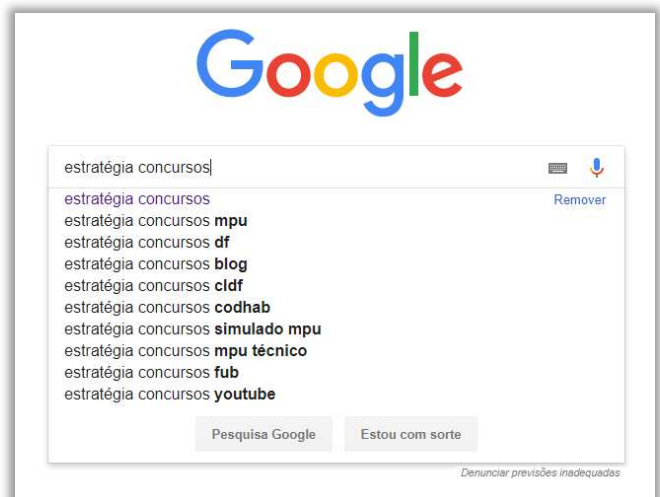 Google
estratégia concursos
estratégia concursos Remover
estratégia concursos mpu
estratégia concursos df
estratégia concursos blog
estratégia concursos cldf
estratégia concursos codhab
estratégia concursos simulado mpu
estratégia concursos mpu técnico
estratégia concursos fub
estratégia concursos youtube
Pesquisa Google Estou com sorte
Denunciar previsões inadequadas